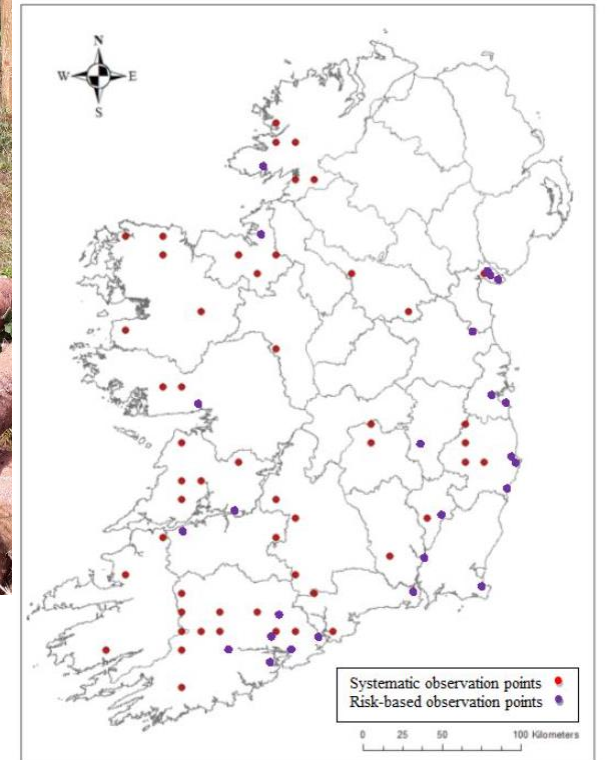 N
W E
S
Systematic observation points
Risk-based observation points
0 25 50 100 Kilometers